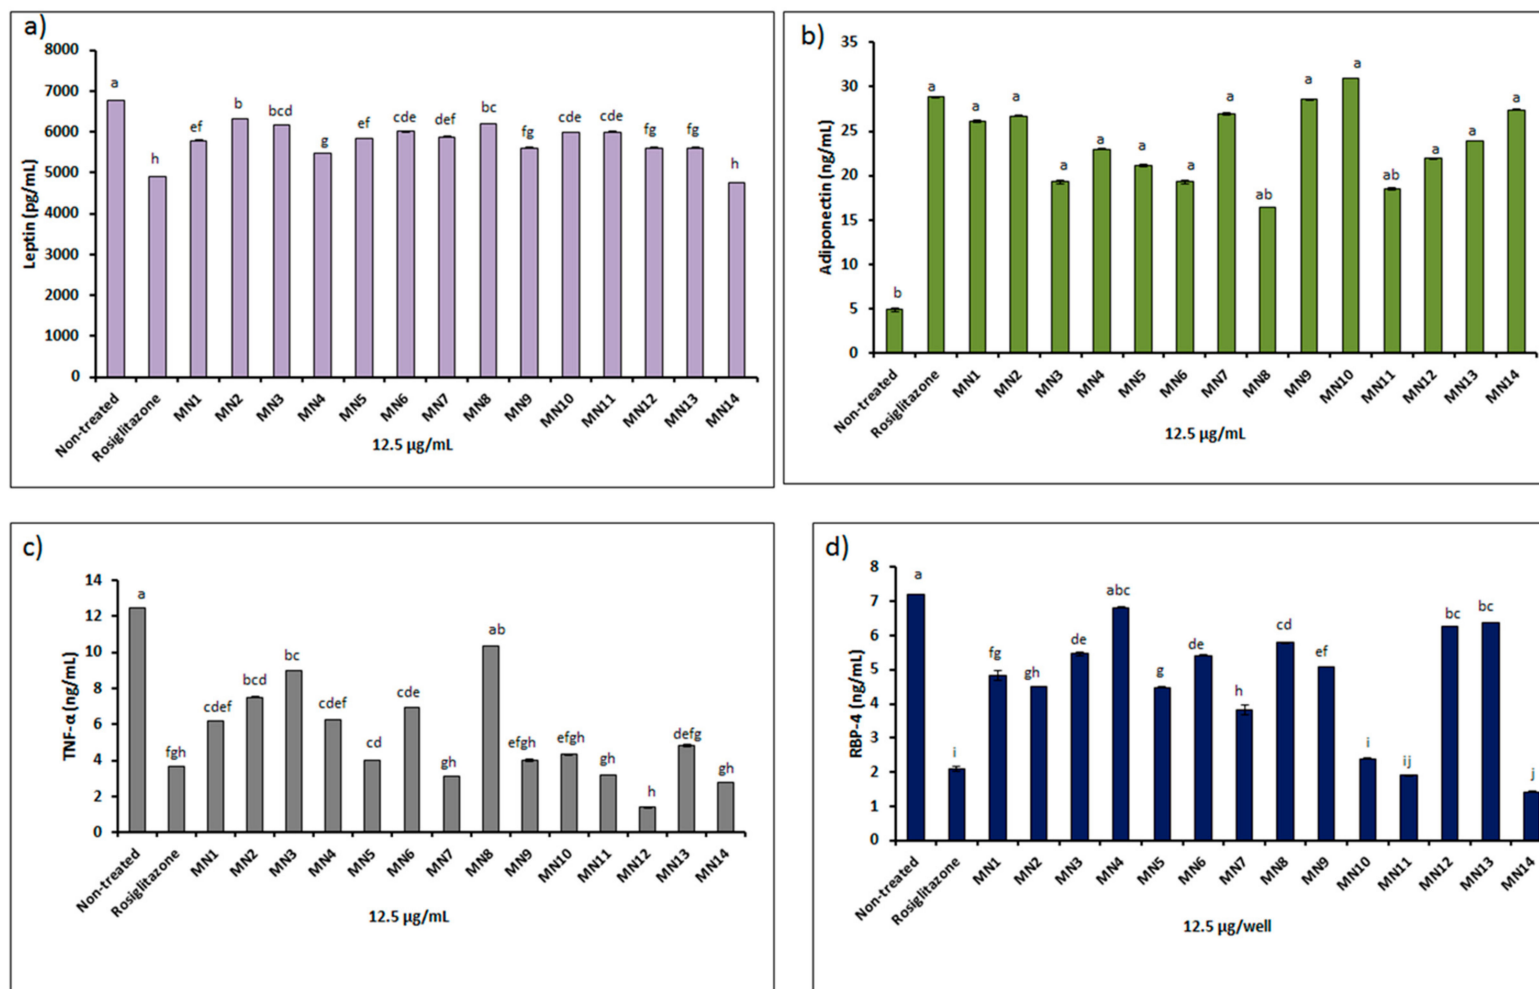 a)
Leptin (pg/mL)
8000
7000
6000
5000
4000
3000
2000
1000
0
a
h
ef
b
bcd
g
ef
cde
def
bc
fg
cde
cde
fg
fg
h
Non-treated
Rosiglitazone
MN1
MN2
MN3
MN4
MN5
MN6
MN7
MN8
MN9
MN10
MN11
MN12
MN13
MN14
12.5 µg/mL
b)
Adiponectin (ng/mL)
35
30
25
20
15
10
5
0
b
a
a
a
a
a
a
a
a
ab
a
a
ab
a
a
a
Non-treated
Rosiglitazone
MN1
MN2
MN3
MN4
MN5
MN6
MN7
MN8
MN9
MN10
MN11
MN12
MN13
MN14
12.5 µg/mL
c)
TNF-α (ng/mL)
14
12
10
8
6
4
2
0
a
fgh
cdef
bcd
bc
cdef
cd
cde
gh
ab
efgh
efgh
gh
h
defg
gh
Non-treated
Rosiglitazone
MN1
MN2
MN3
MN4
MN5
MN6
MN7
MN8
MN9
MN10
MN11
MN12
MN13
MN14
12.5 µg/mL
d)
RBP-4 (ng/mL)
8
7
6
5
4
3
2
1
0
a
i
fg
gh
de
abc
g
de
h
cd
ef
i
ij
bc
bc
j
Non-treated
Rosiglitazone
MN1
MN2
MN3
MN4
MN5
MN6
MN7
MN8
MN9
MN10
MN11
MN12
MN13
MN14
12.5 µg/well